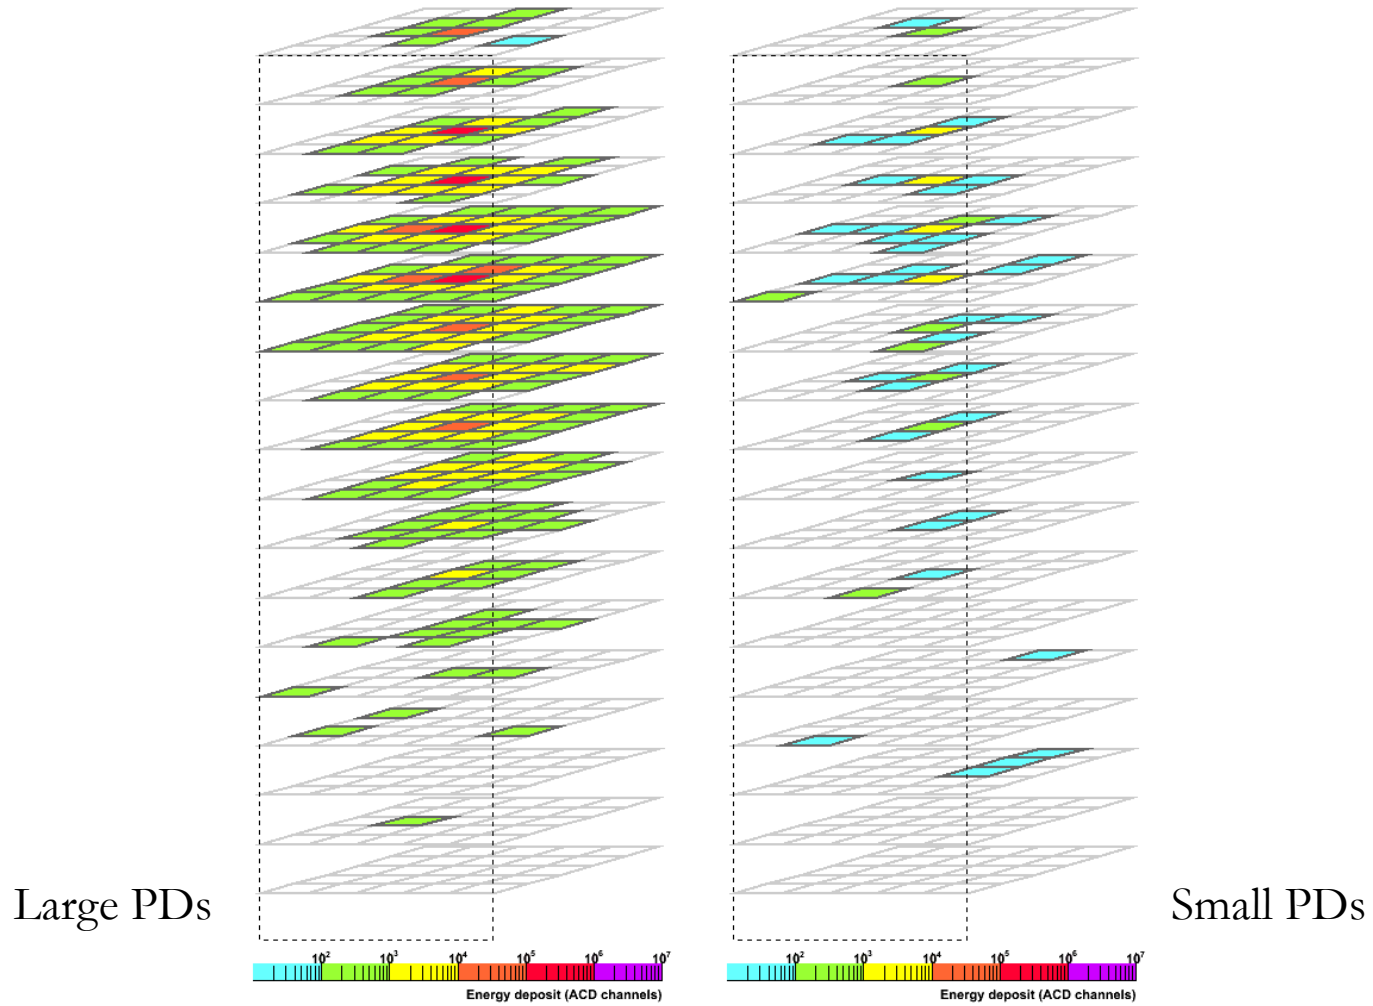 Large PDs
Small PDs
10² 10³ 10⁴ 10⁵ 10⁶ 10⁷
Energy deposit (ACD channels)
10² 10³ 10⁴ 10⁵ 10⁶ 10⁷
Energy deposit (ACD channels)